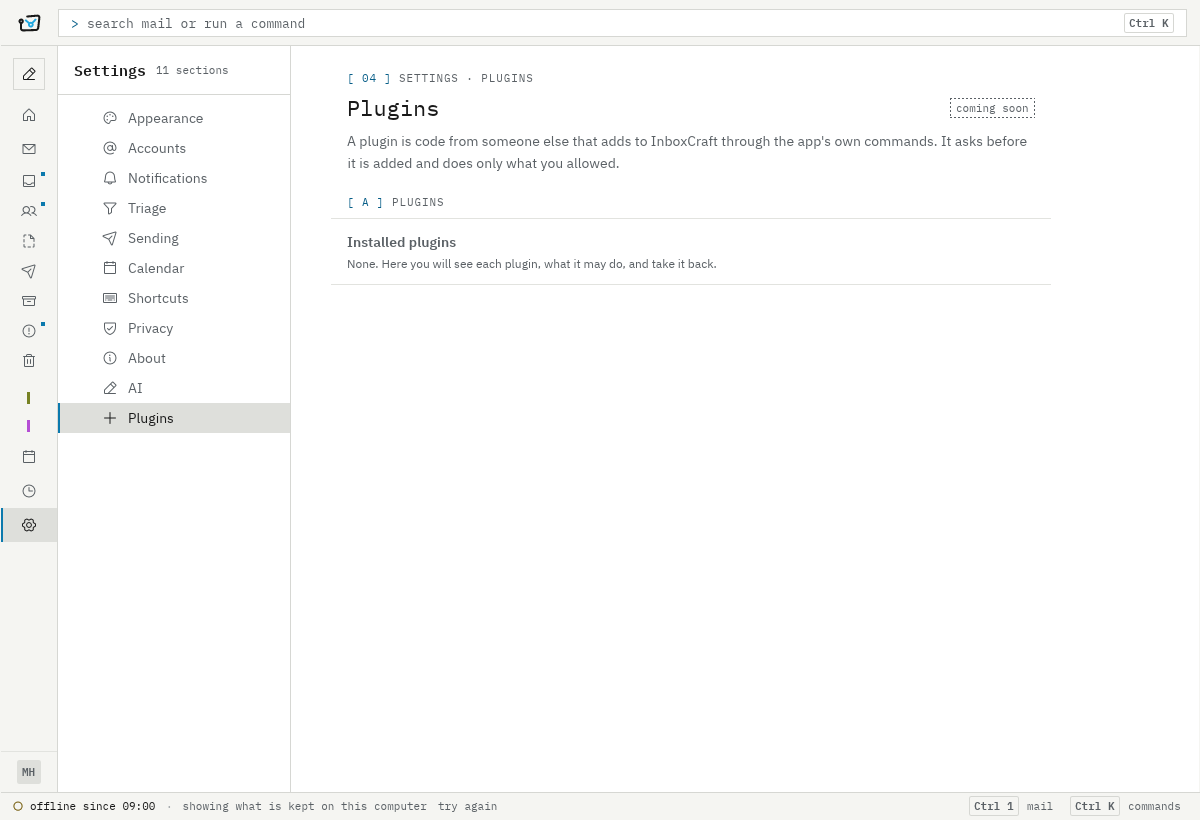 > search mail or run a command
Ctrl K
Settings 11 sections
Appearance
Accounts
Notifications
Triage
Sending
Calendar
Shortcuts
Privacy
About
AI
Plugins
[ 04 ] SETTINGS · PLUGINS
Plugins
coming soon
A plugin is code from someone else that adds to InboxCraft through the app's own commands. It asks before
it is added and does only what you allowed.
[ A ] PLUGINS
Installed plugins
None. Here you will see each plugin, what it may do, and take it back.
MH
offline since 09:00 · showing what is kept on this computer try again
Ctrl 1 mail Ctrl K commands